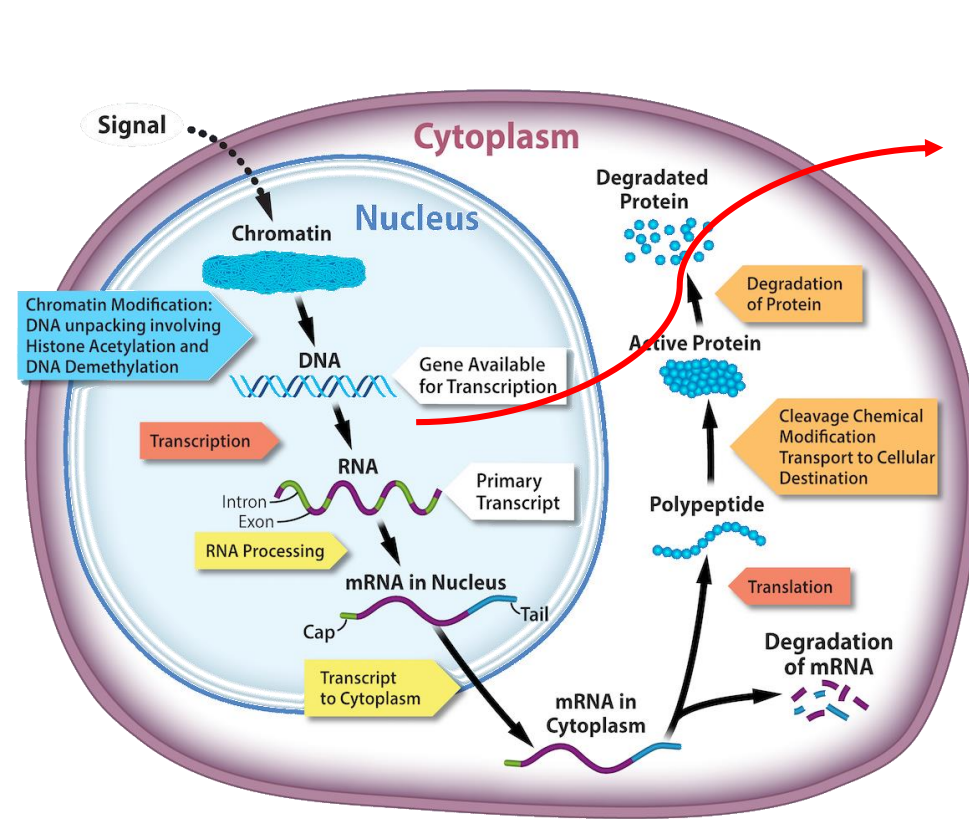 Signal
Cytoplasm
Nucleus
Chromatin
Chromatin Modification:
DNA unpacking involving
Histone Acetylation and
DNA Demethylation
DNA
Gene Available
for Transcription
Transcription
RNA
Intron
Exon
Primary
Transcript
RNA Processing
mRNA in Nucleus
Cap
Tail
Transcript
to Cytoplasm
mRNA in
Cytoplasm
Degradation
of mRNA
Translation
Polypeptide
Cleavage Chemical
Modification
Transport to Cellular
Destination
Active Protein
Degradation
of Protein
Degraded
Protein